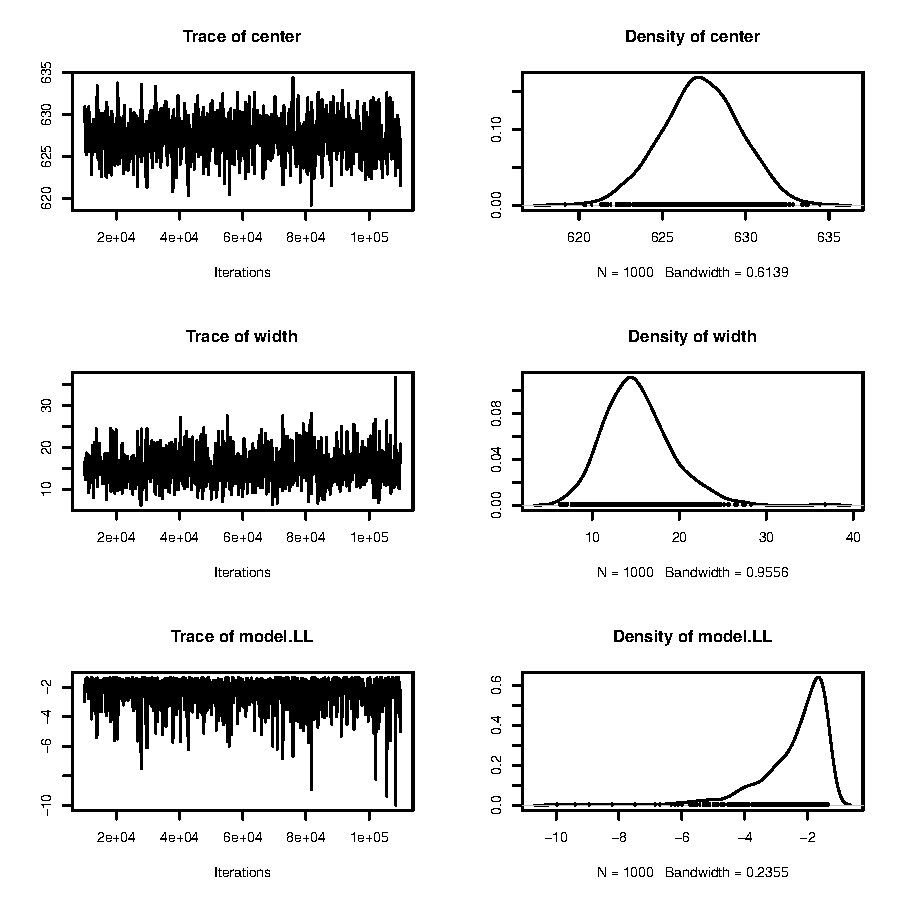 Trace of center
635
630
625
620
2e+04 4e+04 6e+04 8e+04 1e+05
Iterations
Density of center
0.10
0.00
620 625 630 635
N = 1000 Bandwidth = 0.6139
Trace of width
30
20
10
2e+04 4e+04 6e+04 8e+04 1e+05
Iterations
Density of width
0.08
0.04
0.00
10 20 30 40
N = 1000 Bandwidth = 0.9556
Trace of model.LL
−2
−4
−6
−10
2e+04 4e+04 6e+04 8e+04 1e+05
Iterations
Density of model.LL
0.6
0.4
0.2
0.0
−10 −8 −6 −4 −2
N = 1000 Bandwidth = 0.2355